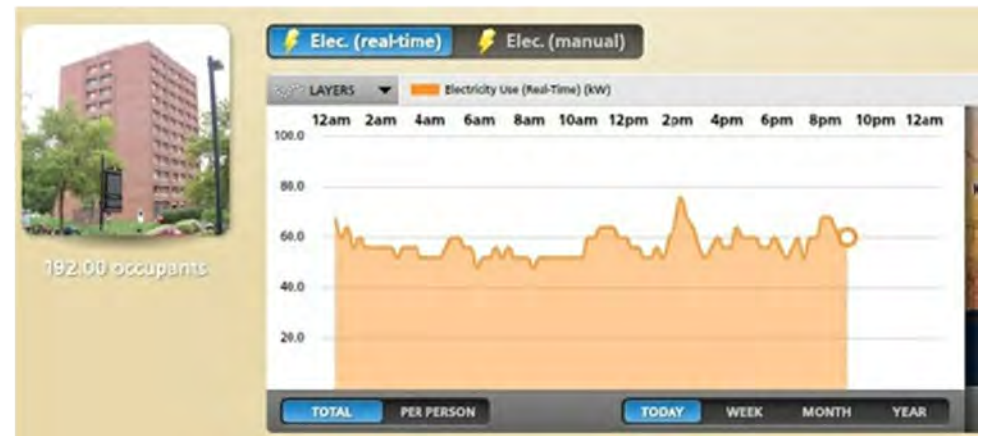 Elec. (real-time) Elec. (manual)
LAYERS Electricity Use (Real-Time) (kW)
12am 2am 4am 6am 8am 10am 12pm 2pm 4pm 6pm 8pm 10pm 12am
100.0
80.0
60.0
40.0
20.0
192.00 occupants
TOTAL PER PERSON TODAY WEEK MONTH YEAR